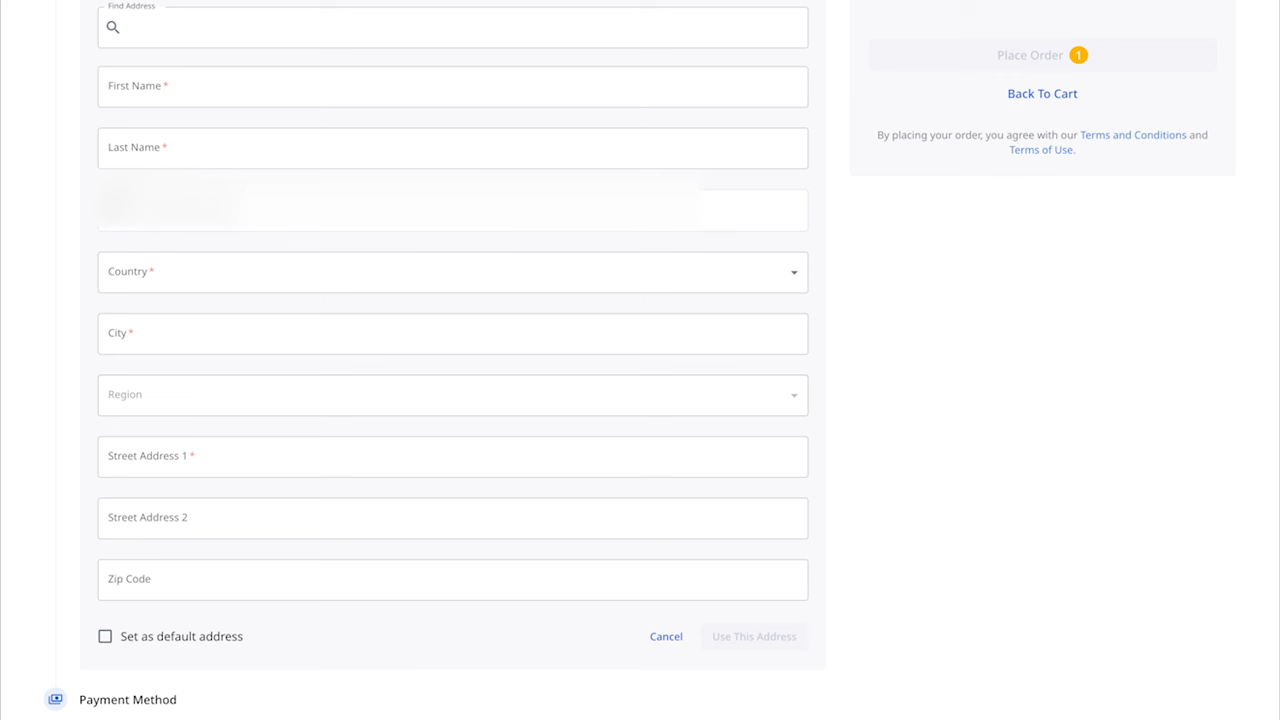 Find Address
First Name *
Last Name *
Country *
City *
Region
Street Address 1 *
Street Address 2
Zip Code
Set as default address
Cancel
Use This Address
Payment Method
Place Order 1
Back To Cart
By placing your order, you agree with our Terms and Conditions and
Terms of Use.